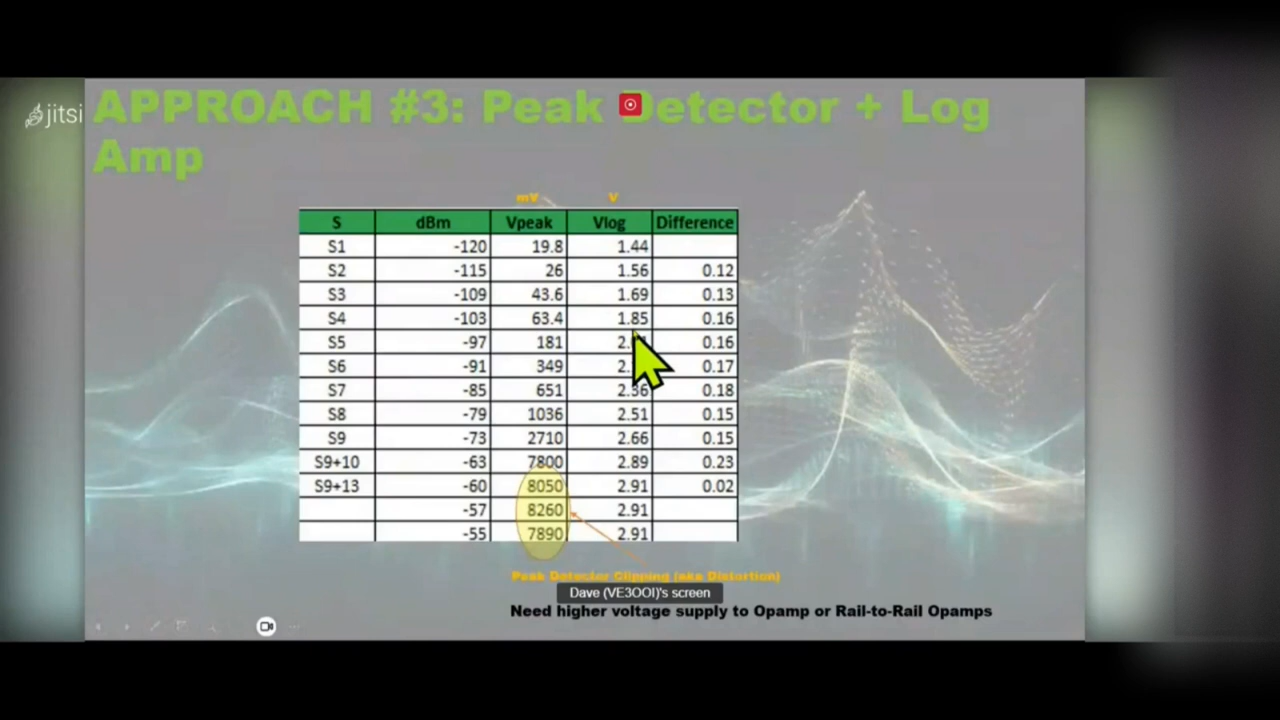 jitsi
APPROACH #3: Peak Detector + Log
Amp
mV V
S dBm Vpeak Vlog Difference
S1 -120 19.8 1.44
S2 -115 26 1.56 0.12
S3 -109 43.6 1.69 0.13
S4 -103 63.4 1.85 0.16
S5 -97 181 0.16
S6 -91 349 0.17
S7 -85 651 2.36 0.18
S8 -79 1036 2.51 0.15
S9 -73 2710 2.66 0.15
S9+10 -63 7800 2.89 0.23
S9+13 -60 8050 2.91 0.02
-57 8260 2.91
-55 7890 2.91
Peak Detector Clipping (aka Distortion)
Dave (VE3OOI)'s screen
Need higher voltage supply to Opamp or Rail-to-Rail Opamps